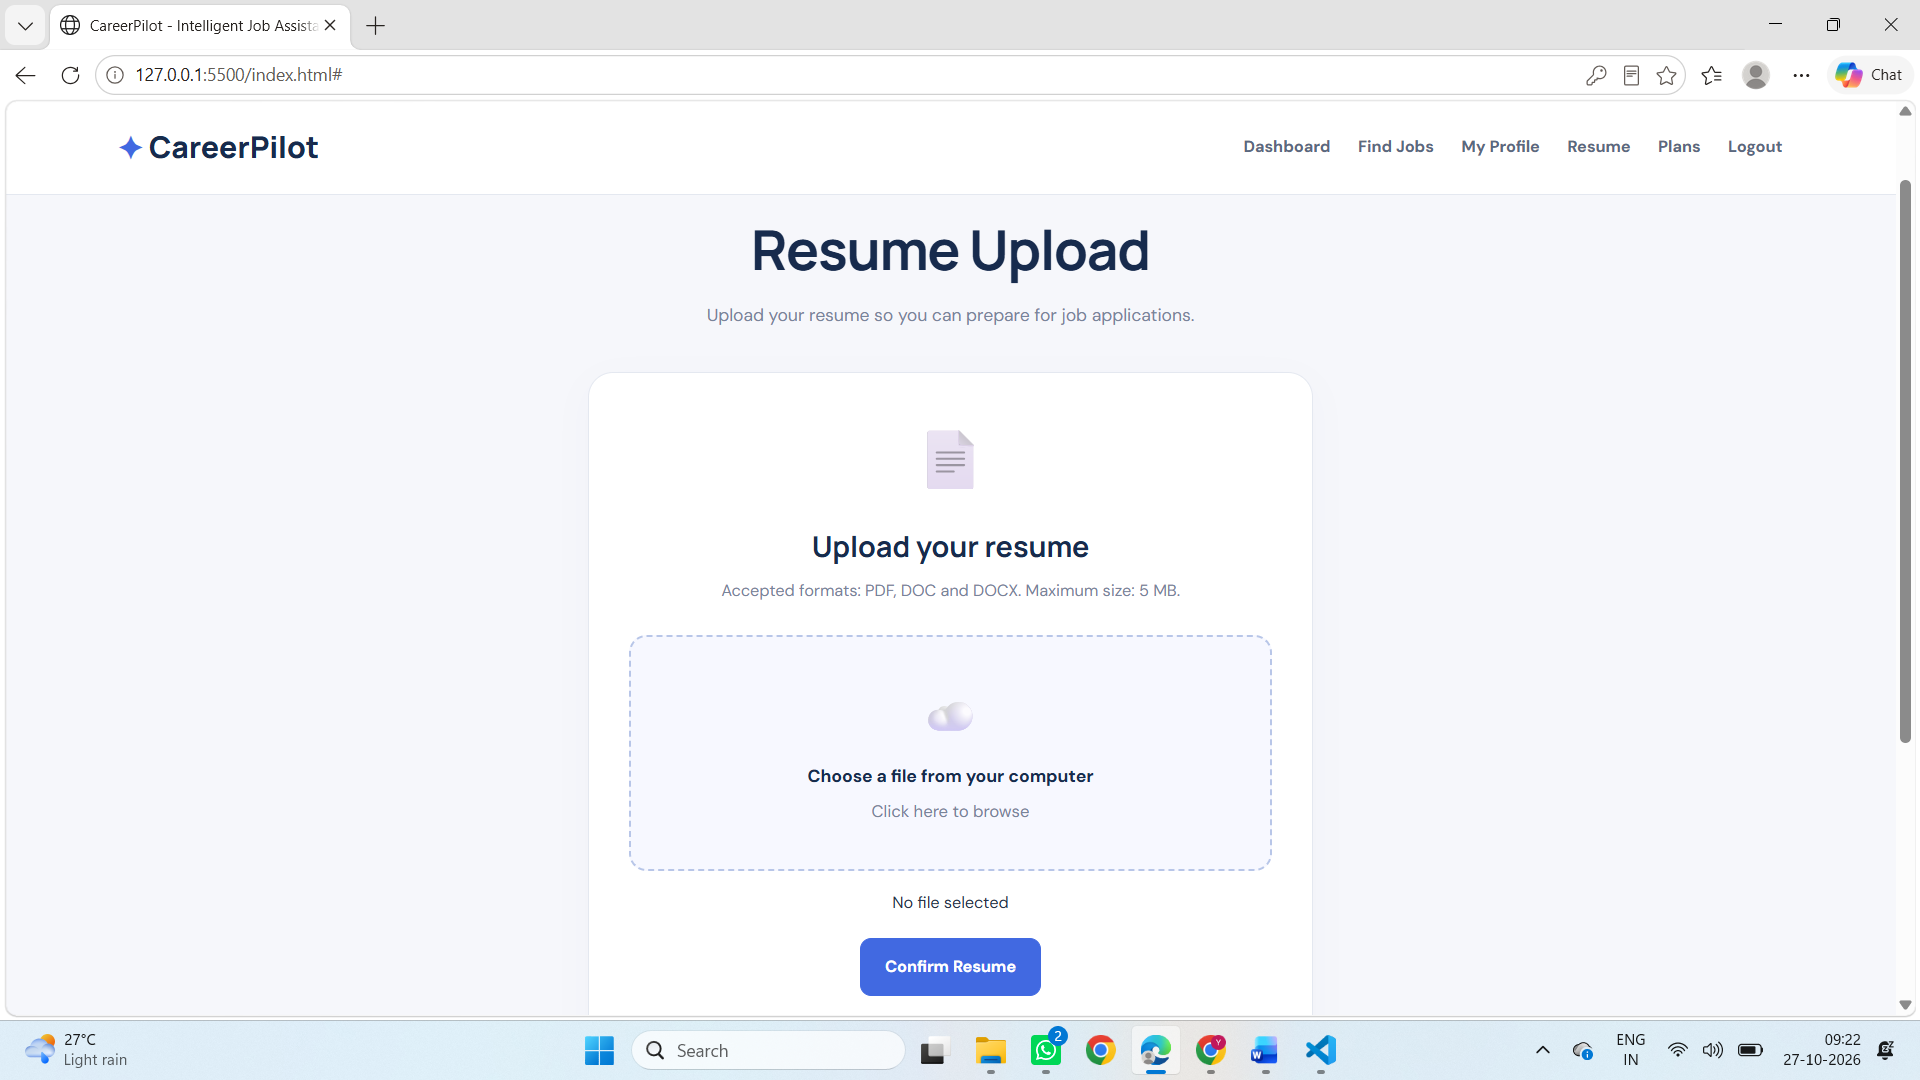 CareerPilot - Intelligent Job Assista
127.0.0.1:5500/index.html#
Chat
CareerPilot
Dashboard Find Jobs My Profile Resume Plans Logout
Resume Upload
Upload your resume so you can prepare for job applications.
Upload your resume
Accepted formats: PDF, DOC and DOCX. Maximum size: 5 MB.
Choose a file from your computer
Click here to browse
No file selected
Confirm Resume
27°C
Light rain
Search
2
Y
W
ENG
IN
09:22
27-10-2026